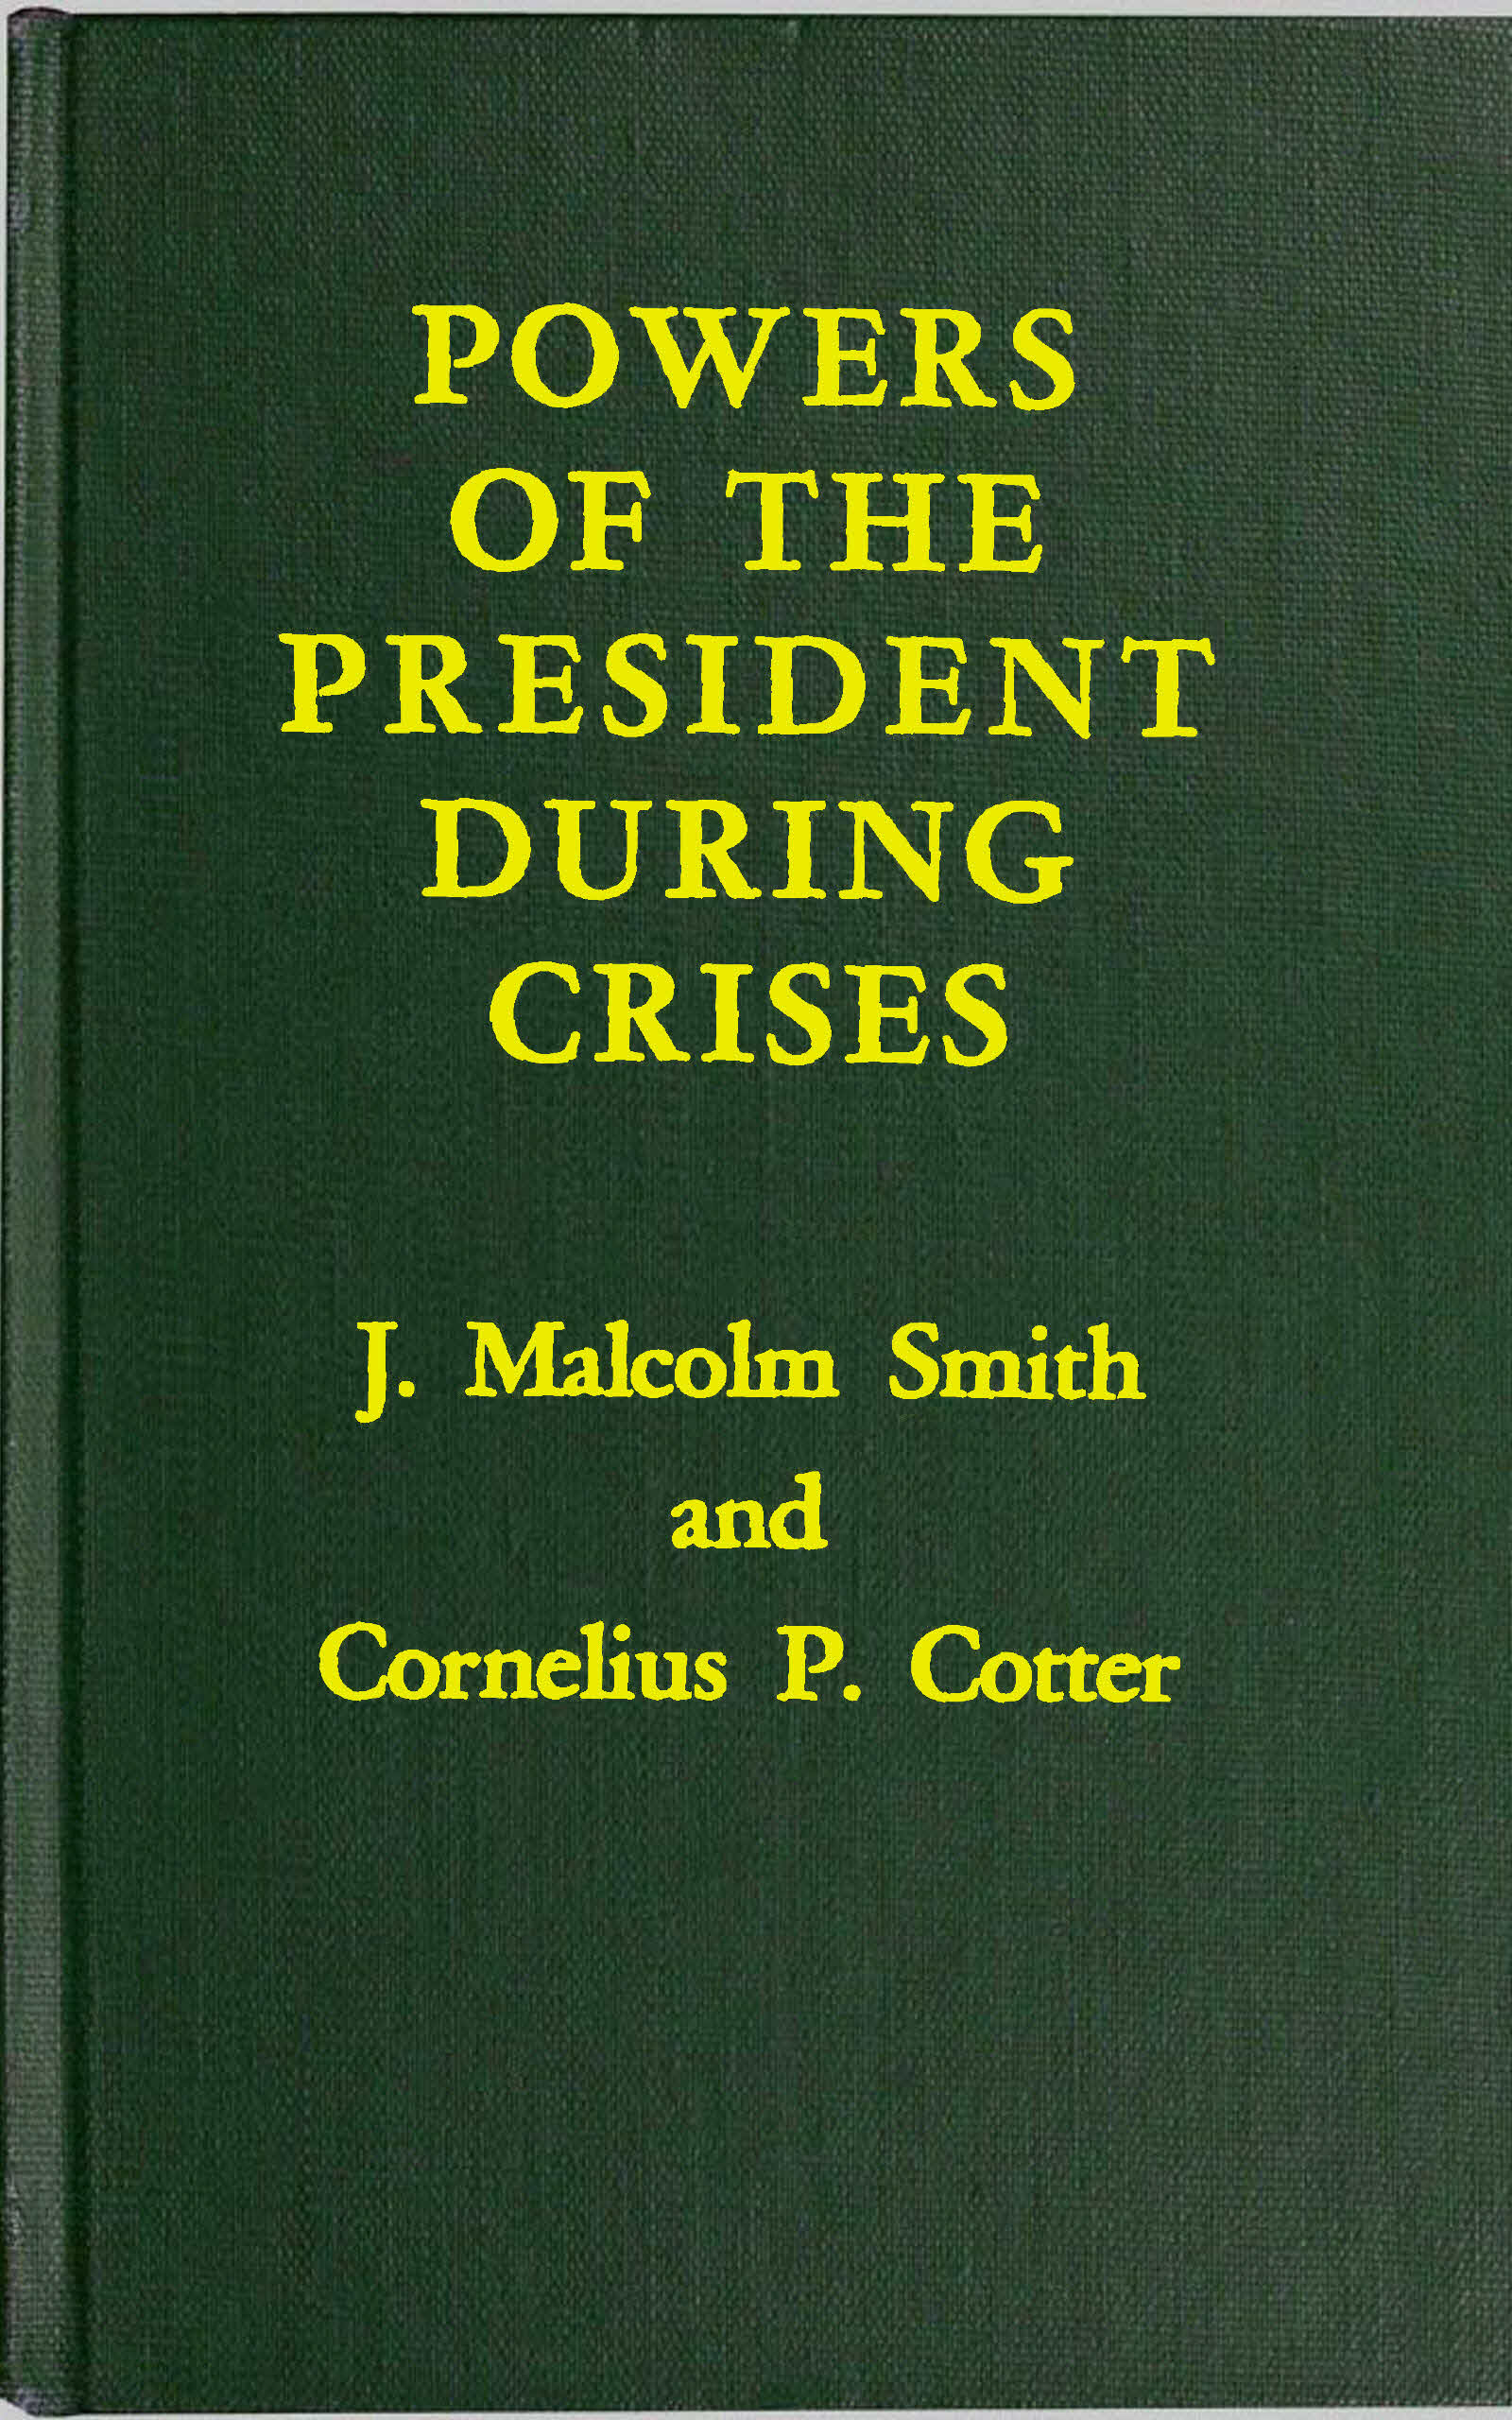 POWERS
OF THE
PRESIDENT
DURING
CRISES
J. Malcolm Smith
and
Cornelius P. Cotter